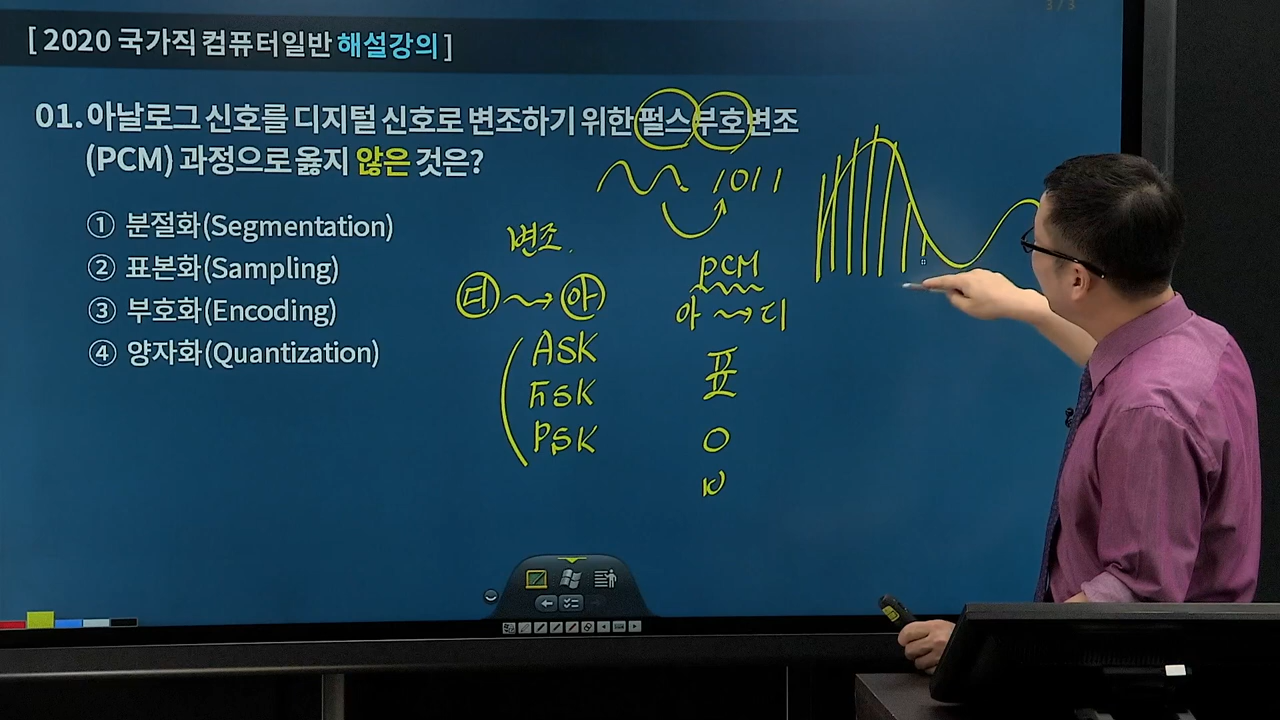 3 / 3
[ 2020 국가직 컴퓨터일반 해설강의 ]
01. 아날로그 신호를 디지털 신호로 변조하기 위한 펄스부호변조
(PCM) 과정으로 옳지 않은 것은?
① 분절화(Segmentation)
② 표본화(Sampling)
③ 부호화(Encoding)
④ 양자화(Quantization)
1011
변조.
디 → 아
ASK
FSK
PSK
PCM
아 → 디
표